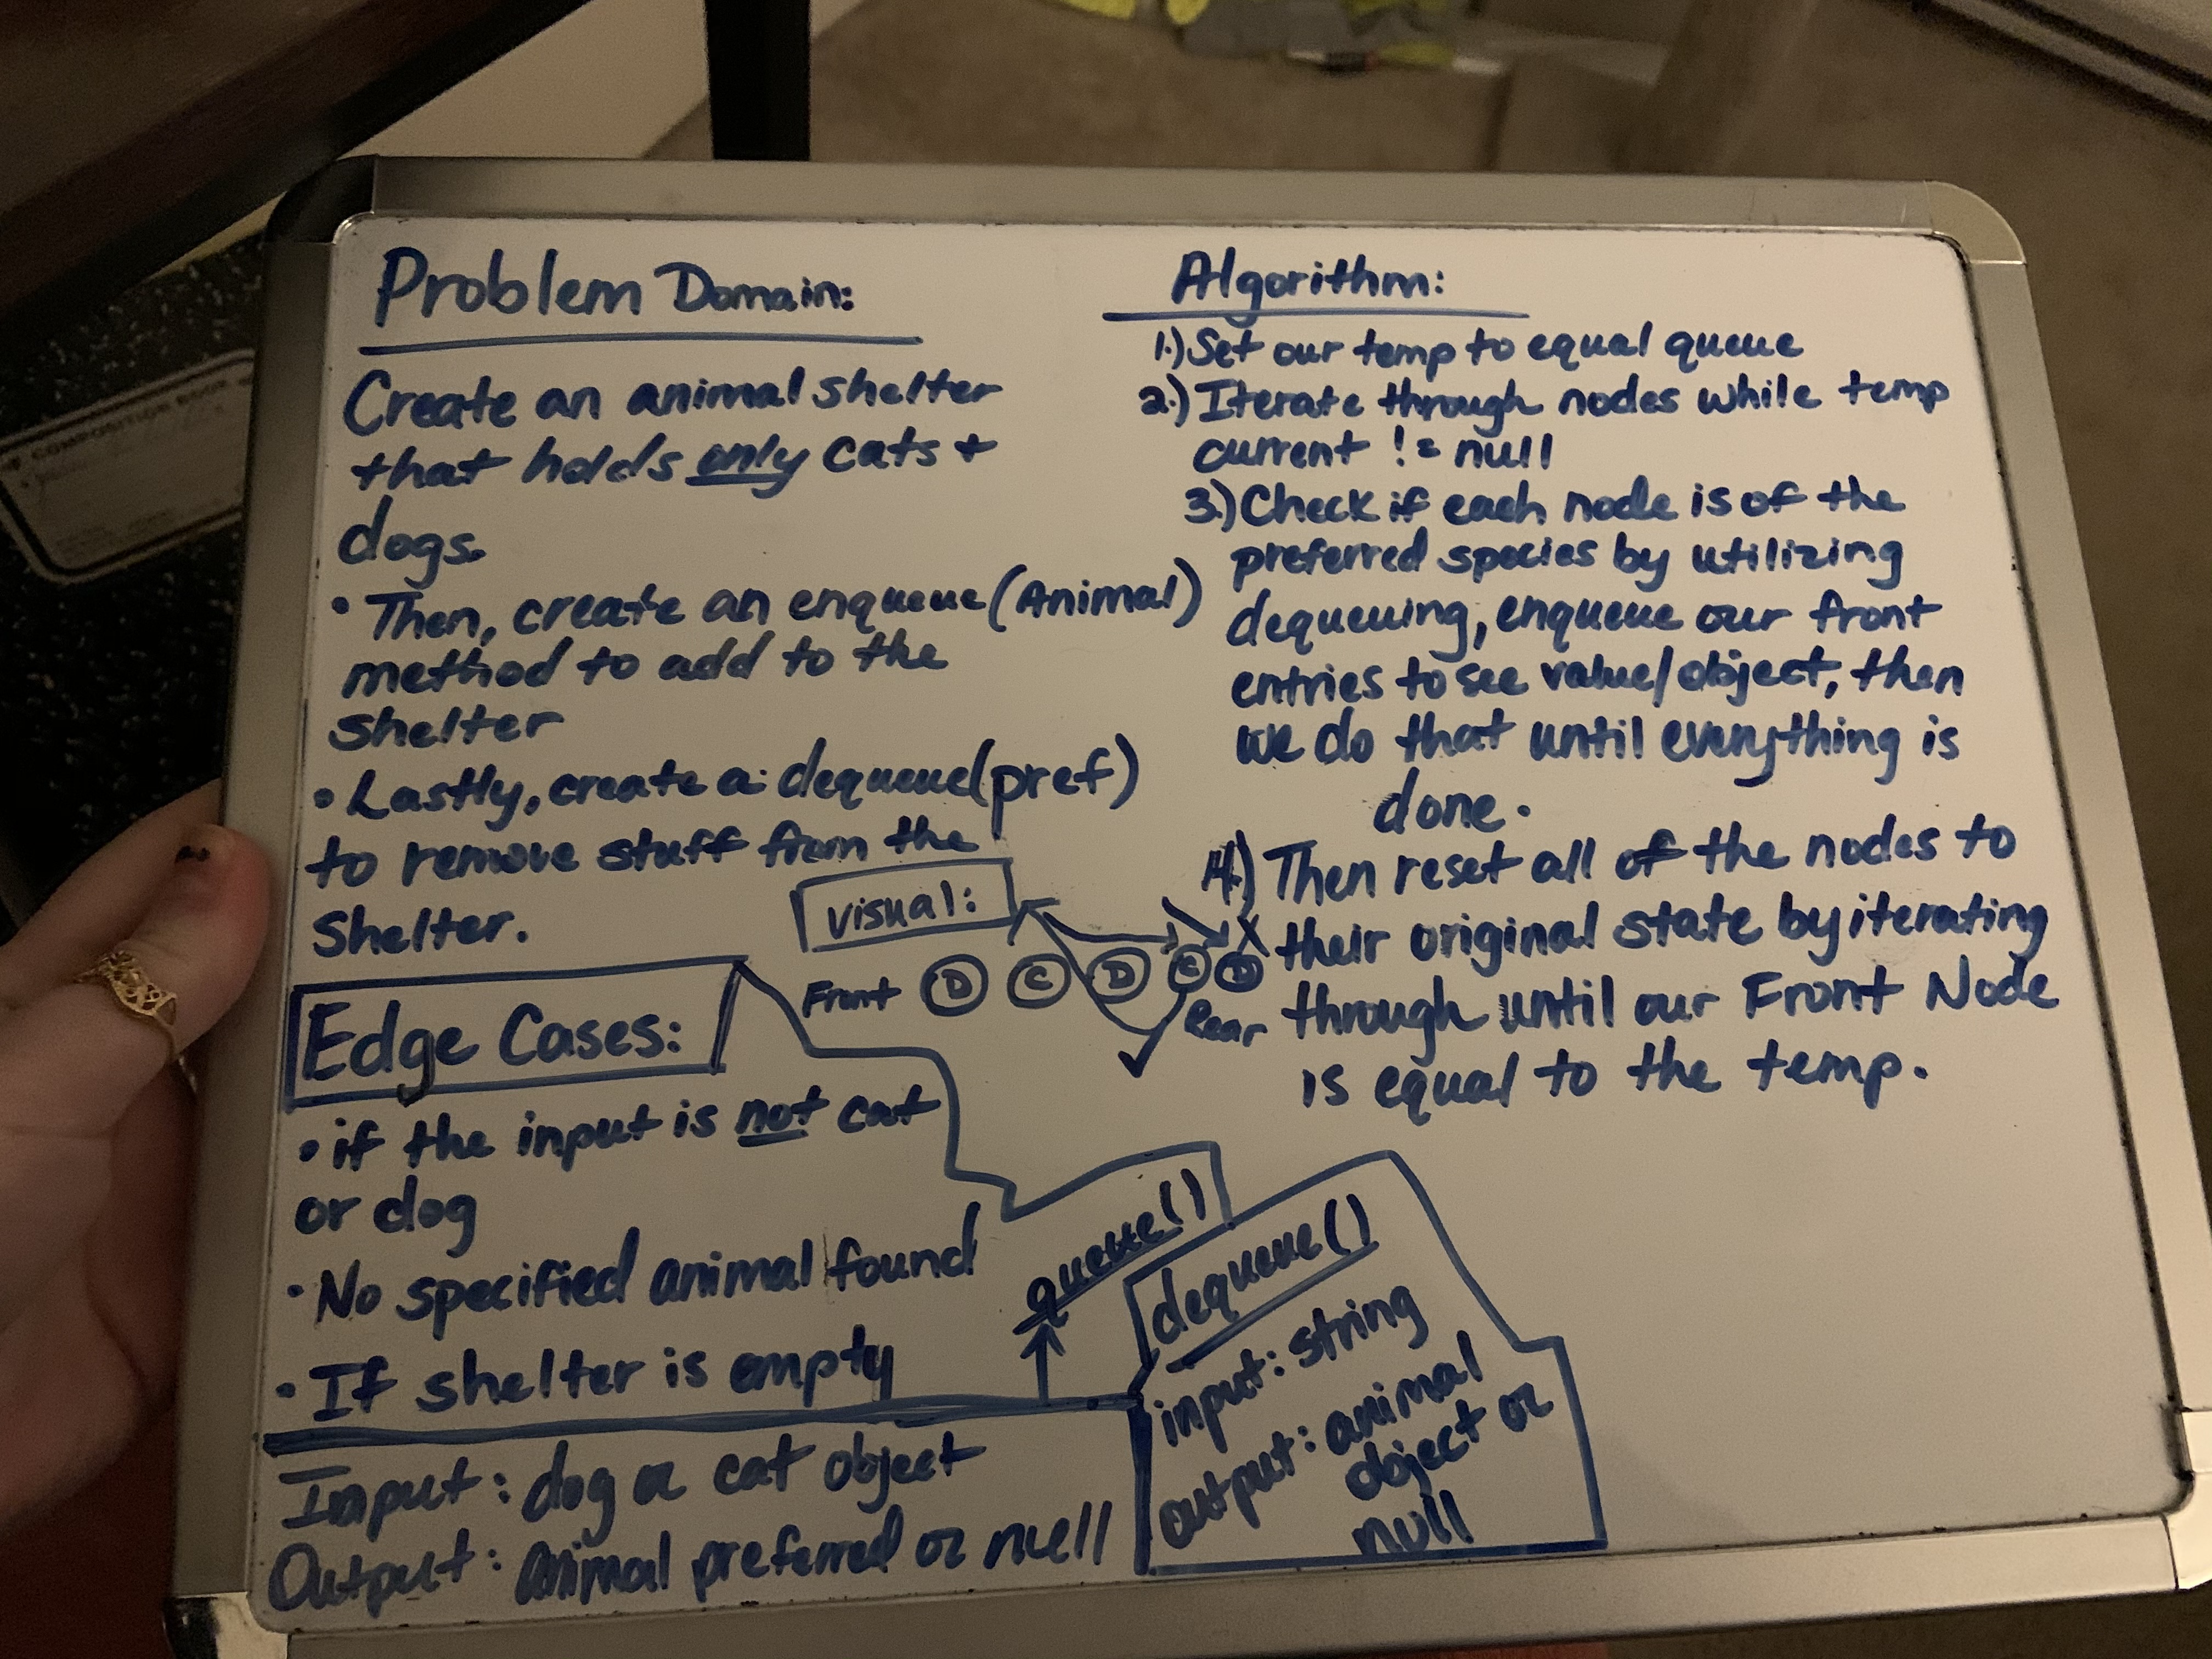 Problem Domain:
Create an animal shelter
that holds only cats +
dogs.
• Then, create an enqueue(Animal)
method to add to the
shelter
• Lastly, create a dequeue(pref)
to remove stuff from the
shelter.
visual:
Front D C D C D
Rear
X
Edge Cases:
• if the input is not cat
or dog
• No specified animal found
• If shelter is empty
queue()
Input: dog or cat object
Output: Animal preferred or null
dequeue()
input: string
output: animal
object or
null
Algorithm:
1.) Set our temp to equal queue
2.) Iterate through nodes while temp
current != null
3.) Check if each node is of the
preferred species by utilizing
dequeuing, enqueue our front
entries to see value/object, then
we do that until everything is
done.
4.) Then reset all of the nodes to
their original state by iterating
through until our Front Node
is equal to the temp.
COMPOSITION BOOK